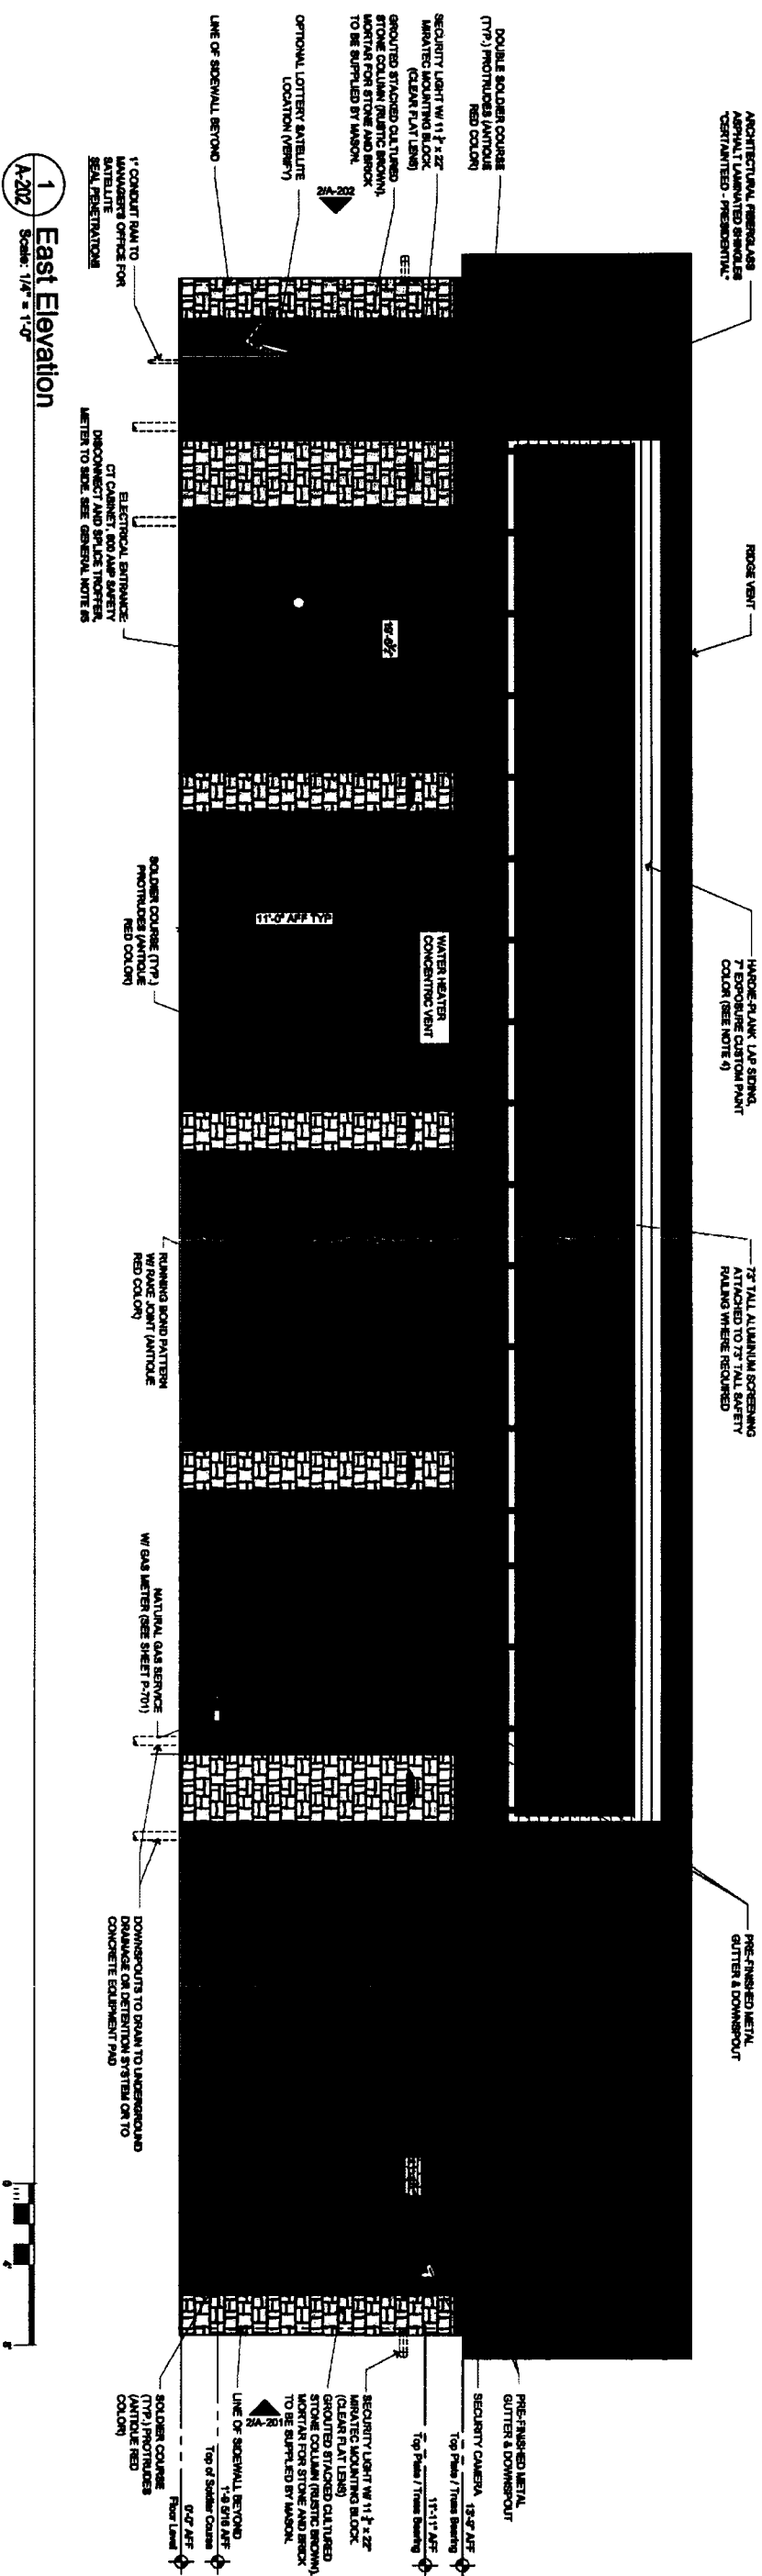 ARCHITECTURAL FIBERGLASS
ASPHALT LAMINATED SHINGLES
"CERTAINTEED - PRESIDENTIAL"
RIDGE VENT
HARDIE-PLANK LAP SIDING,
7" EXPOSURE CUSTOM PAINT
COLOR (SEE NOTE 4)
73" TALL ALUMINUM SCREENING
ATTACHED TO 73" TALL SAFETY
RAILING WHERE REQUIRED
PRE-FINISHED METAL
GUTTER & DOWNSPOUT
DOUBLE SOLDIER COURSE
(TYP.) PROTRUDES (ANTIQUE
RED COLOR)
SECURITY LIGHT W/ 11 1/4" x 22"
MIRATEC MOUNTING BLOCK.
(CLEAR FLAT LENS)
GROUTED STACKED CULTURED
STONE COLUMN (RUSTIC BROWN).
MORTAR FOR STONE AND BRICK
TO BE SUPPLIED BY MASON.
2/A-202
OPTIONAL LOTTERY SATELLITE
LOCATION (VERIFY)
LINE OF SIDEWALL BEYOND
WATER HEATER
CONCENTRIC VENT
11'-0" AFF TYP
PRE-FINISHED METAL
GUTTER & DOWNSPOUT
SECURITY CAMERA
13'-9" AFF
Top Plate / Truss Bearing
11'-11" AFF
Top Plate / Truss Bearing
SECURITY LIGHT W/ 11 1/4" x 22"
MIRATEC MOUNTING BLOCK.
(CLEAR FLAT LENS)
GROUTED STACKED CULTURED
STONE COLUMN (RUSTIC BROWN).
MORTAR FOR STONE AND BRICK
TO BE SUPPLIED BY MASON.
2/A-201
LINE OF SIDEWALL BEYOND
1'-9 5/16 AFF
Top of Soldier Course
0'-0" AFF
Floor Level
SOLDIER COURSE
(TYP.) PROTRUDES
(ANTIQUE RED
COLOR)
1" CONDUIT RAN TO
MANAGER'S OFFICE FOR
SATELLITE
SEAL PENETRATIONS
ELECTRICAL ENTRANCE:
CT CABINET, 800 AMP SAFETY
DISCONNECT AND SPLICE TROFFER.
METER TO SIDE. SEE GENERAL NOTE #6
SOLDIER COURSE (TYP.)
PROTRUDES (ANTIQUE
RED COLOR)
RUNNING BOND PATTERN
W/ RAKE JOINT (ANTIQUE
RED COLOR)
NATURAL GAS SERVICE
W/ GAS METER (SEE SHEET P-701)
DOWNSPOUTS TO DRAIN TO UNDERGROUND
DRAINAGE OR DETENTION SYSTEM OR TO
CONCRETE EQUIPMENT PAD
1
A-202
East Elevation
Scale: 1/4" = 1'-0"
0 4' 8'